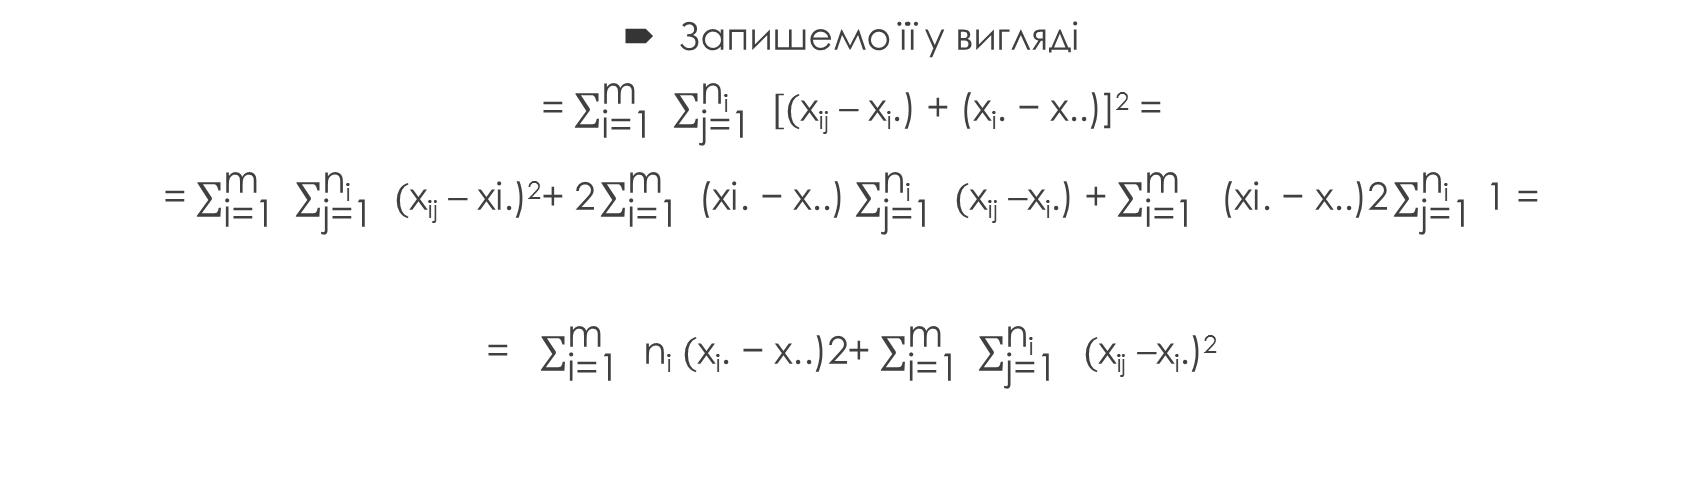 Запишемо її у вигляді
= ∑ᵐᵢ₌₁ ∑ⁿᵢⱼ₌₁ [(xᵢⱼ – xᵢ.) + (xᵢ. − x..)]² =
= ∑ᵐᵢ₌₁ ∑ⁿᵢⱼ₌₁ (xᵢⱼ – xi.)²+ 2∑ᵐᵢ₌₁ (xi. − x..) ∑ⁿᵢⱼ₌₁ (xᵢⱼ –xᵢ.) + ∑ᵐᵢ₌₁ (xi. − x..)2∑ⁿᵢⱼ₌₁ 1 =
= ∑ᵐᵢ₌₁ nᵢ (xᵢ. − x..)2+ ∑ᵐᵢ₌₁ ∑ⁿᵢⱼ₌₁ (xᵢⱼ –xᵢ.)²